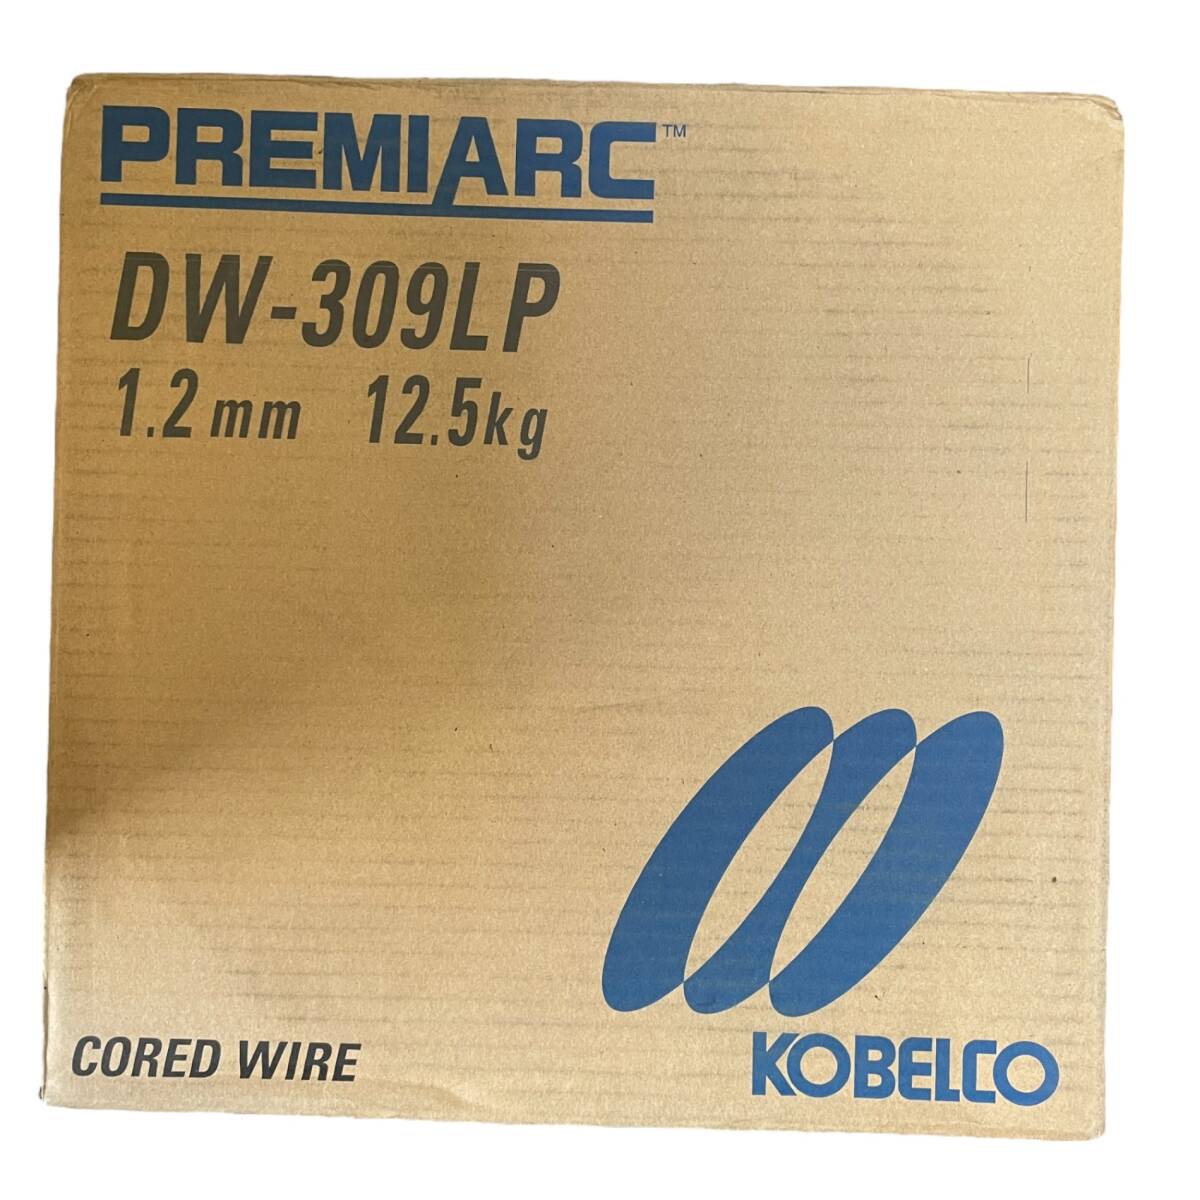 PREMIARC™
DW-309LP
1.2mm 12.5kg
CORED WIRE
KOBELCO